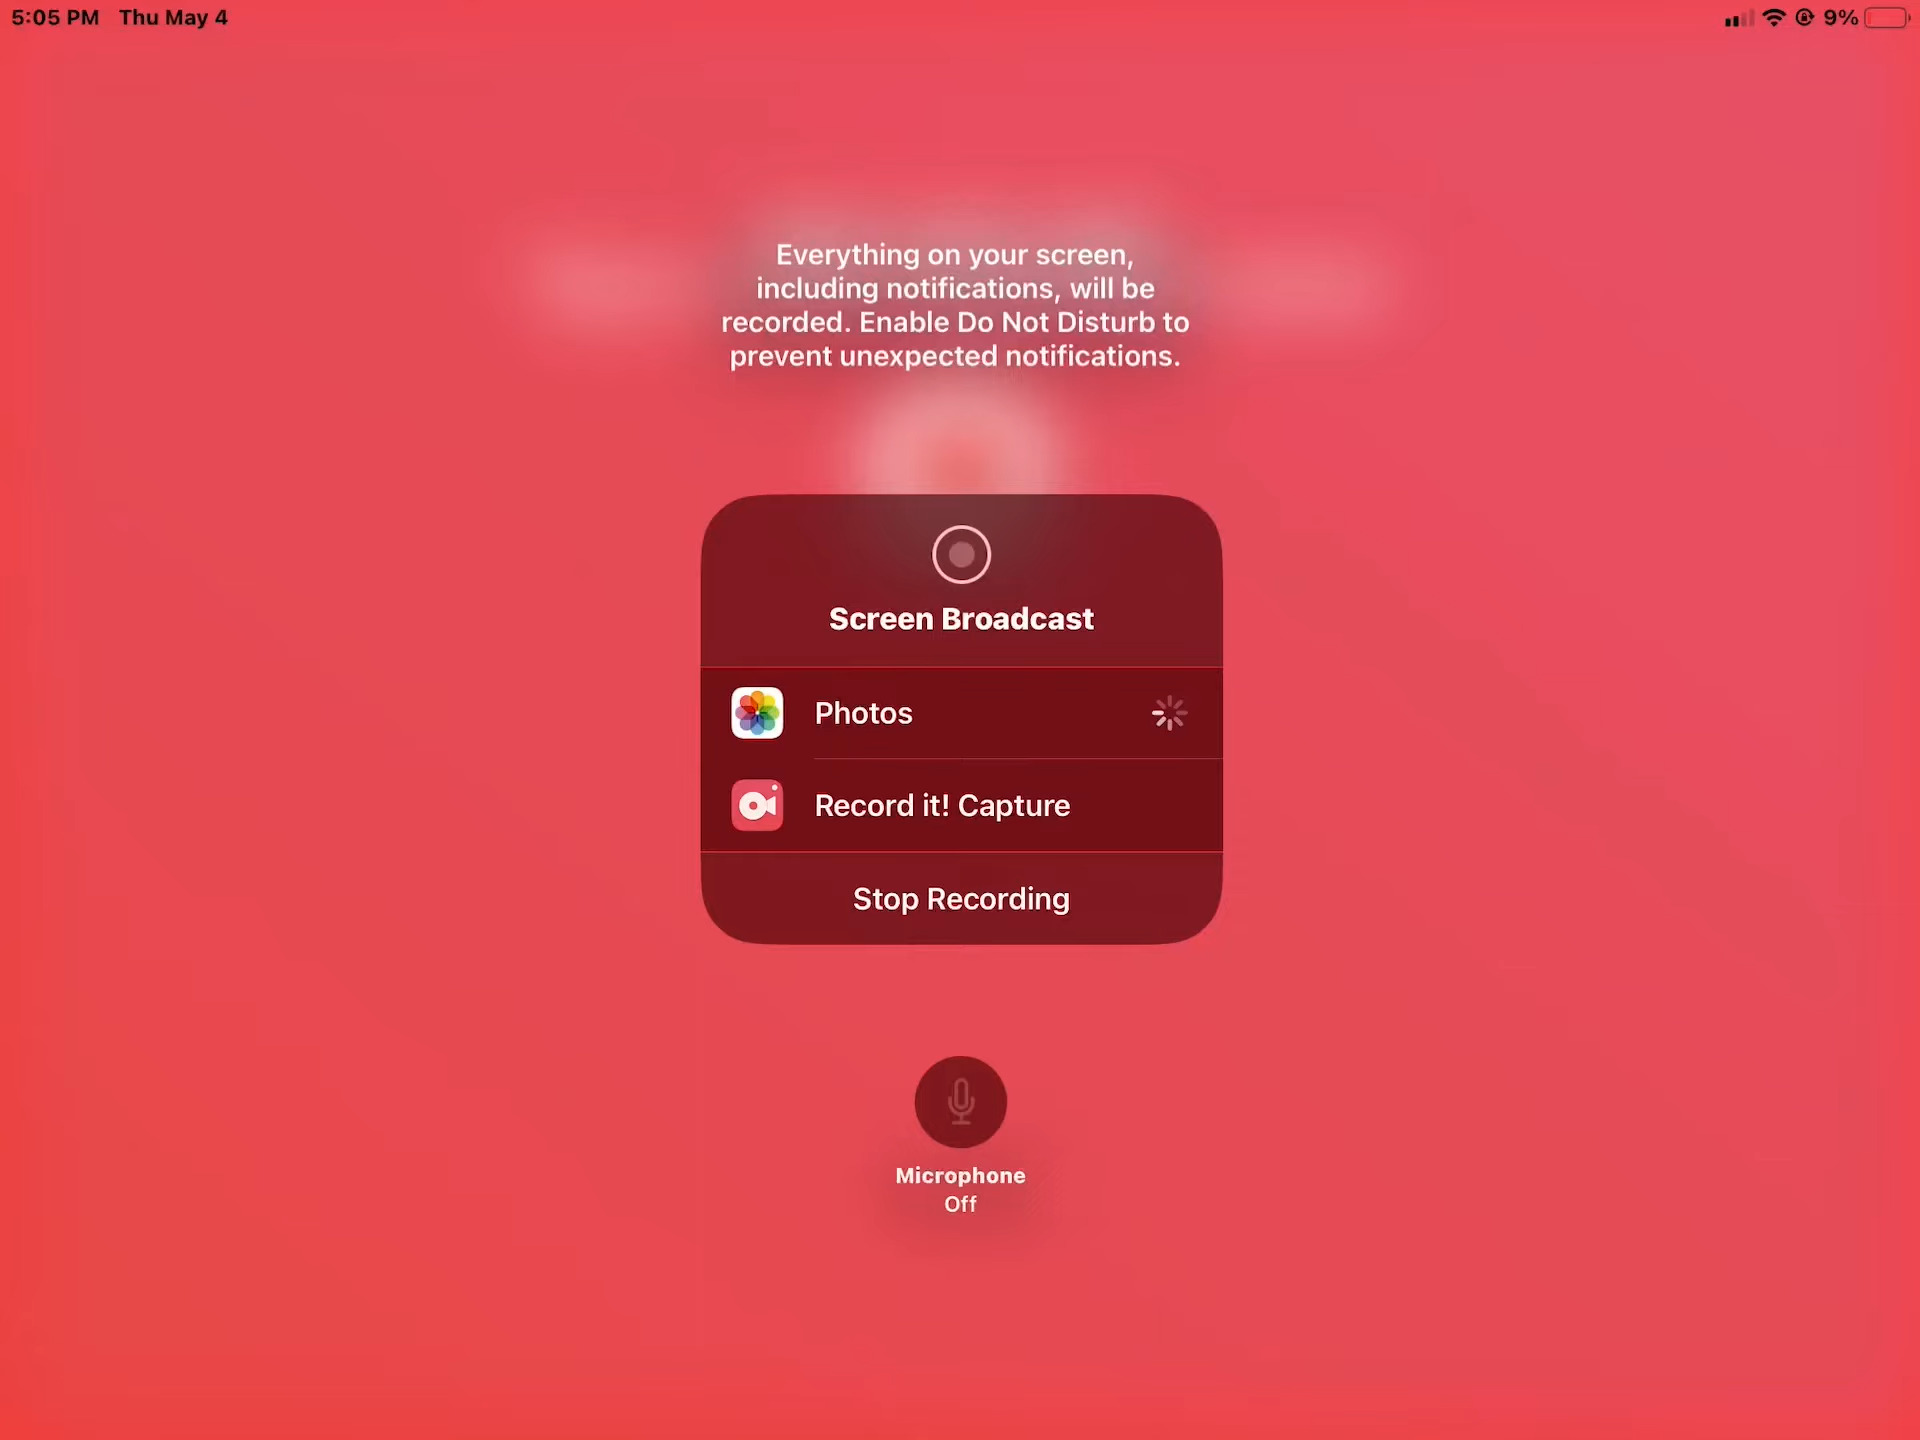 5:05 PM Thu May 4
9%
Everything on your screen,
including notifications, will be
recorded. Enable Do Not Disturb to
prevent unexpected notifications.
Screen Broadcast
Photos
Record it! Capture
Stop Recording
Microphone
Off